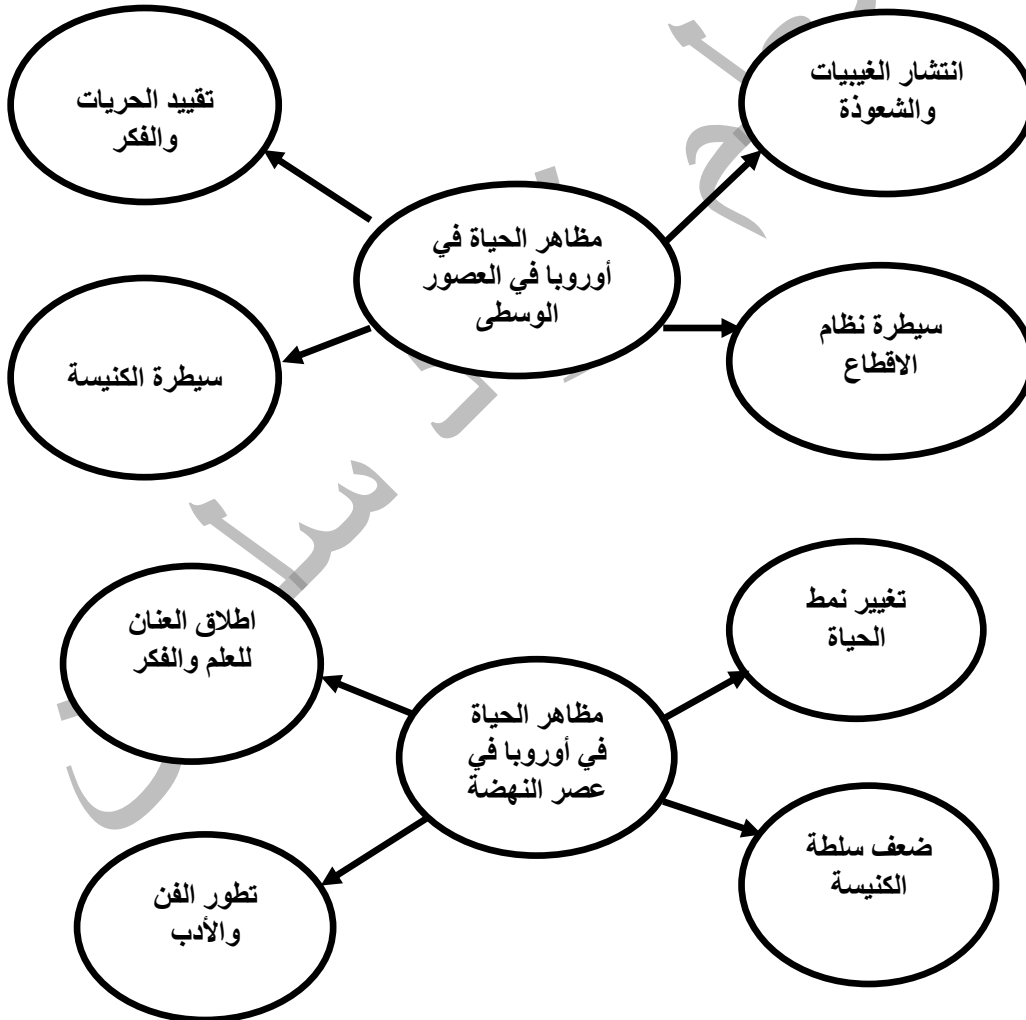 انتشار الغيبيات
والشعوذة
تقييد الحريات
والفكر
مظاهر الحياة في
أوروبا في العصور
الوسطى
سيطرة نظام
الاقطاع
سيطرة الكنيسة
تغيير نمط
الحياة
اطلاق العنان
للعلم والفكر
مظاهر الحياة
في أوروبا في
عصر النهضة
ضعف سلطة
الكنيسة
تطور الفن
والأدب